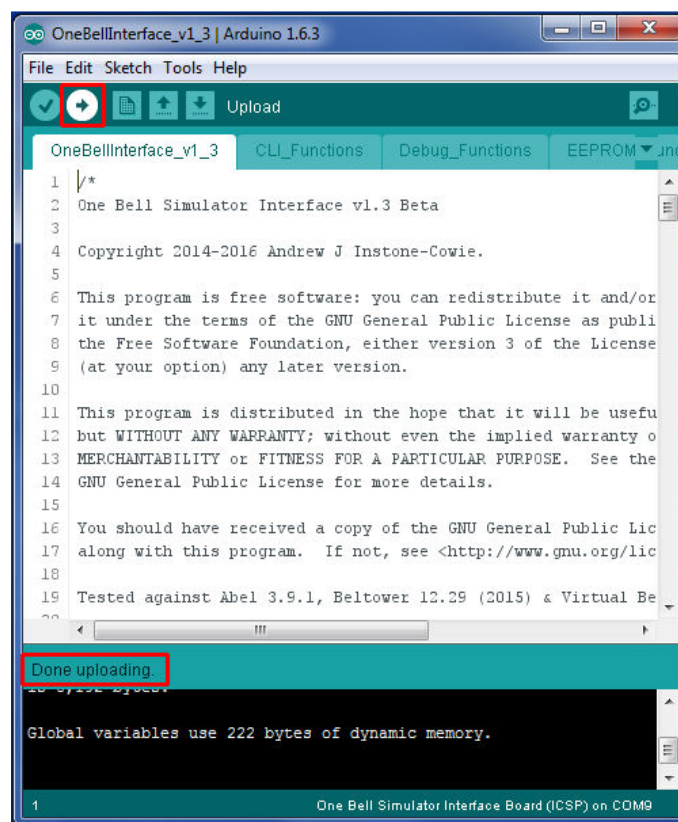 OneBellInterface_v1_3 | Arduino 1.6.3
File Edit Sketch Tools Help
Upload
OneBellInterface_v1_3 CLI_Functions Debug_Functions EEPROM
1 /*
2 One Bell Simulator Interface v1.3 Beta
3
4 Copyright 2014-2016 Andrew J Instone-Cowie.
5
6 This program is free software: you can redistribute it and/or
7 it under the terms of the GNU General Public License as publi
8 the Free Software Foundation, either version 3 of the License
9 (at your option) any later version.
10
11 This program is distributed in the hope that it will be usefu
12 but WITHOUT ANY WARRANTY; without even the implied warranty o
13 MERCHANTABILITY or FITNESS FOR A PARTICULAR PURPOSE.  See the
14 GNU General Public License for more details.
15
16 You should have received a copy of the GNU General Public Lic
17 along with this program.  If not, see <http://www.gnu.org/lic
18
19 Tested against Abel 3.9.1, Beltower 12.29 (2015) & Virtual Be
Done uploading.
Global variables use 222 bytes of dynamic memory.
1 One Bell Simulator Interface Board (ICSP) on COM9